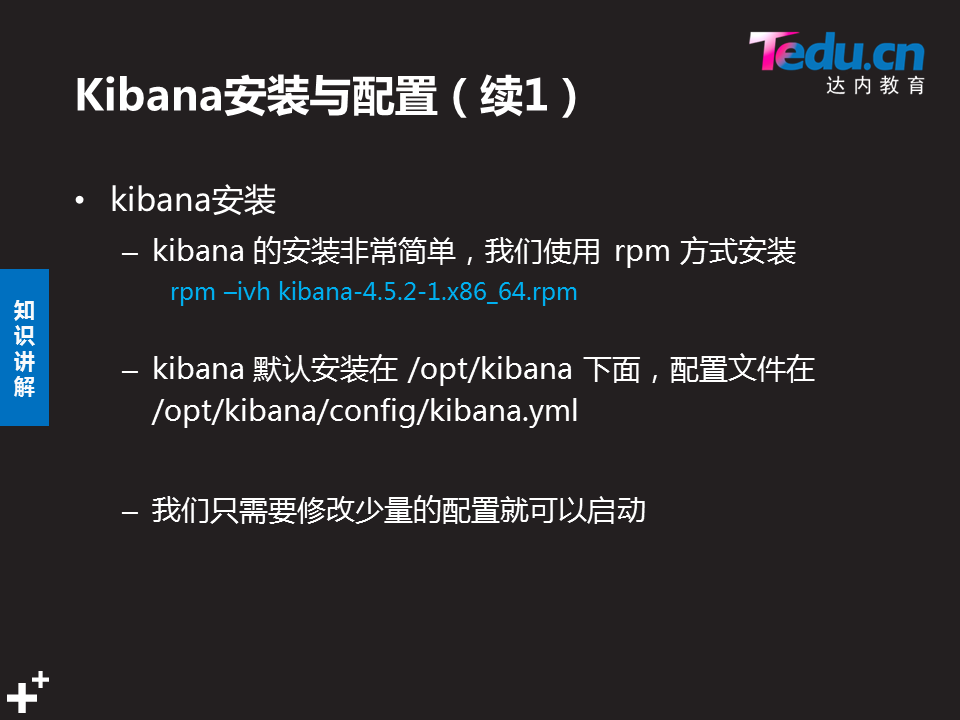 Tedu.cn
达内教育
Kibana安装与配置（续1）
• kibana安装
– kibana 的安装非常简单，我们使用 rpm 方式安装
rpm –ivh kibana-4.5.2-1.x86_64.rpm
– kibana 默认安装在 /opt/kibana 下面，配置文件在
/opt/kibana/config/kibana.yml
– 我们只需要修改少量的配置就可以启动
知
识
讲
解